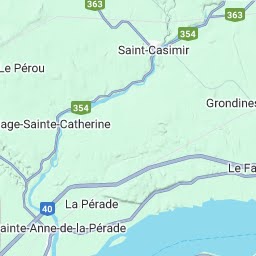 363
363
354
Saint-Casimir
Le Pérou
Grondines
354
age-Sainte-Catherine
Le Fa
La Pérade
40
ainte-Anne-de-la-Pérade